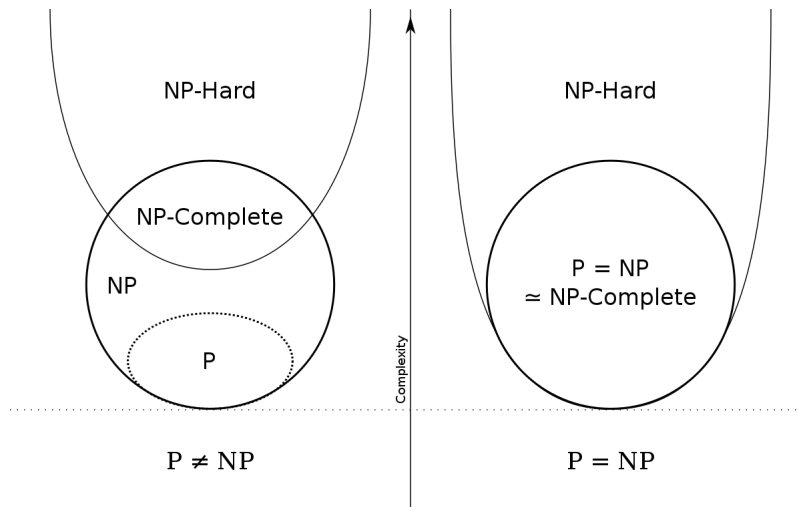 NP-Hard
NP-Complete
NP
P
P ≠ NP
Complexity
NP-Hard
P = NP
≃ NP-Complete
P = NP